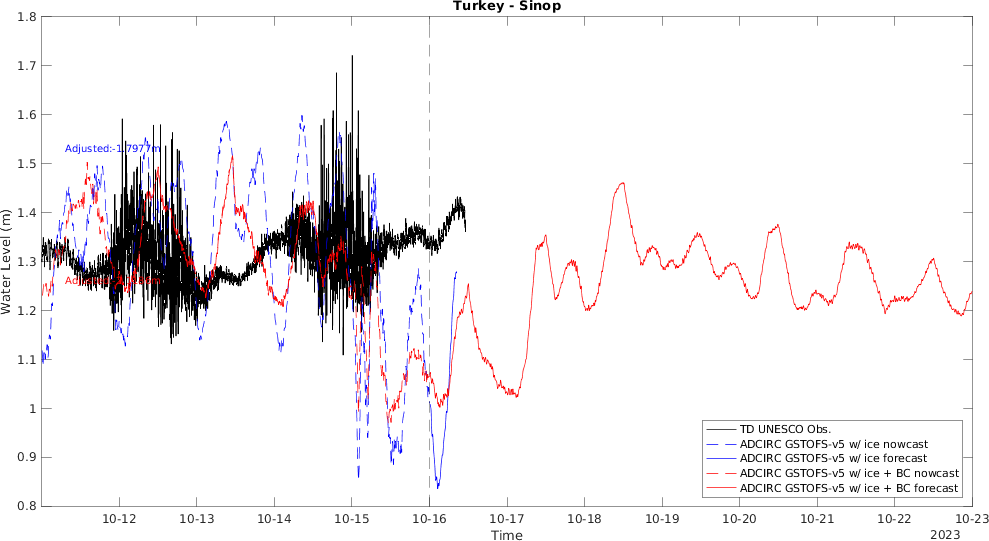 Turkey - Sinop
1.8
1.7
1.6
1.5
1.4
1.3
1.2
1.1
1
0.9
0.8
Water Level (m)
Adjusted:-1.7977m
10-12
10-13
10-14
10-15
10-16
10-17
10-18
10-19
10-20
10-21
10-22
10-23
Time
2023
TD UNESCO Obs.
ADCIRC GSTOFS-v5 w/ ice nowcast
ADCIRC GSTOFS-v5 w/ ice forecast
ADCIRC GSTOFS-v5 w/ ice + BC nowcast
ADCIRC GSTOFS-v5 w/ ice + BC forecast